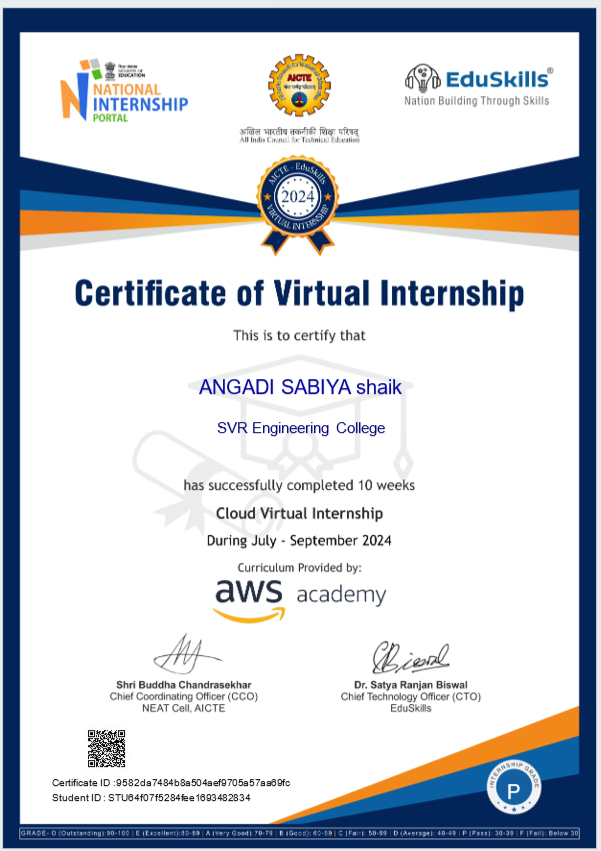 NATIONAL
INTERNSHIP
PORTAL
AICTE
अखिल भारतीय तकनीकी शिक्षा परिषद्
All India Council for Technical Education
EduSkills®
Nation Building Through Skills
AICTE - EduSkills
2024
VIRTUAL INTERNSHIP
Certificate of Virtual Internship
This is to certify that
ANGADI SABIYA shaik
SVR Engineering College
has successfully completed 10 weeks
Cloud Virtual Internship
During July - September 2024
Curriculum Provided by:
aws academy
Shri Buddha Chandrasekhar
Chief Coordinating Officer (CCO)
NEAT Cell, AICTE
Dr. Satya Ranjan Biswal
Chief Technology Officer (CTO)
EduSkills
Certificate ID :9582da7484b8a504aef9705a57aa69fc
Student ID : STU64f07f5284fee1693482834
INTERNSHIP GRADE
P
GRADE- O (Outstanding):90-100 | E (Excellent):80-89 | A (Very Good):70-79 | B (Good): 60-59 | C (Fair): 50-59 | D (Average): 40-49 | P (Pass): 30-39 | F (Fail): Below 30